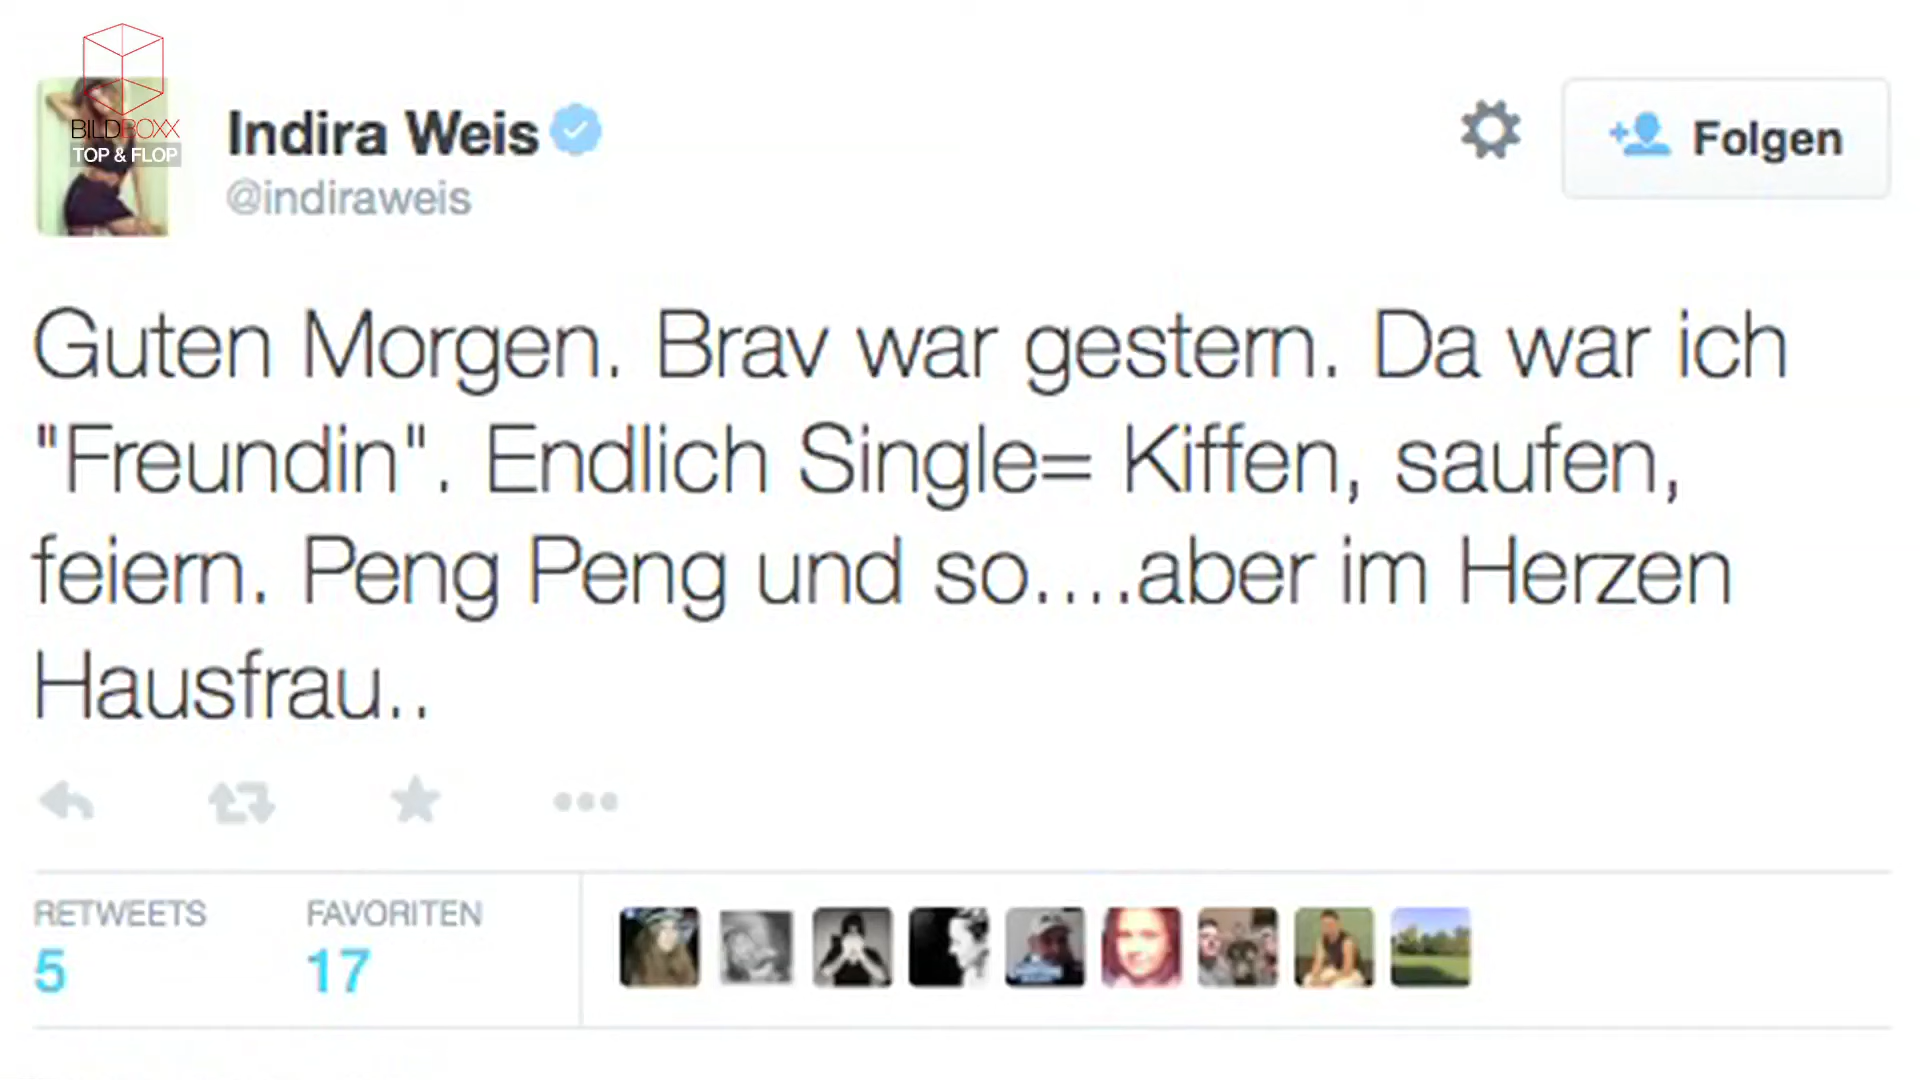 BILDBOXX
TOP & FLOP
Indira Weis
@indiraweis
Folgen
Guten Morgen. Brav war gestern. Da war ich
"Freundin". Endlich Single= Kiffen, saufen,
feiern. Peng Peng und so....aber im Herzen
Hausfrau..
RETWEETS
FAVORITEN
5
17